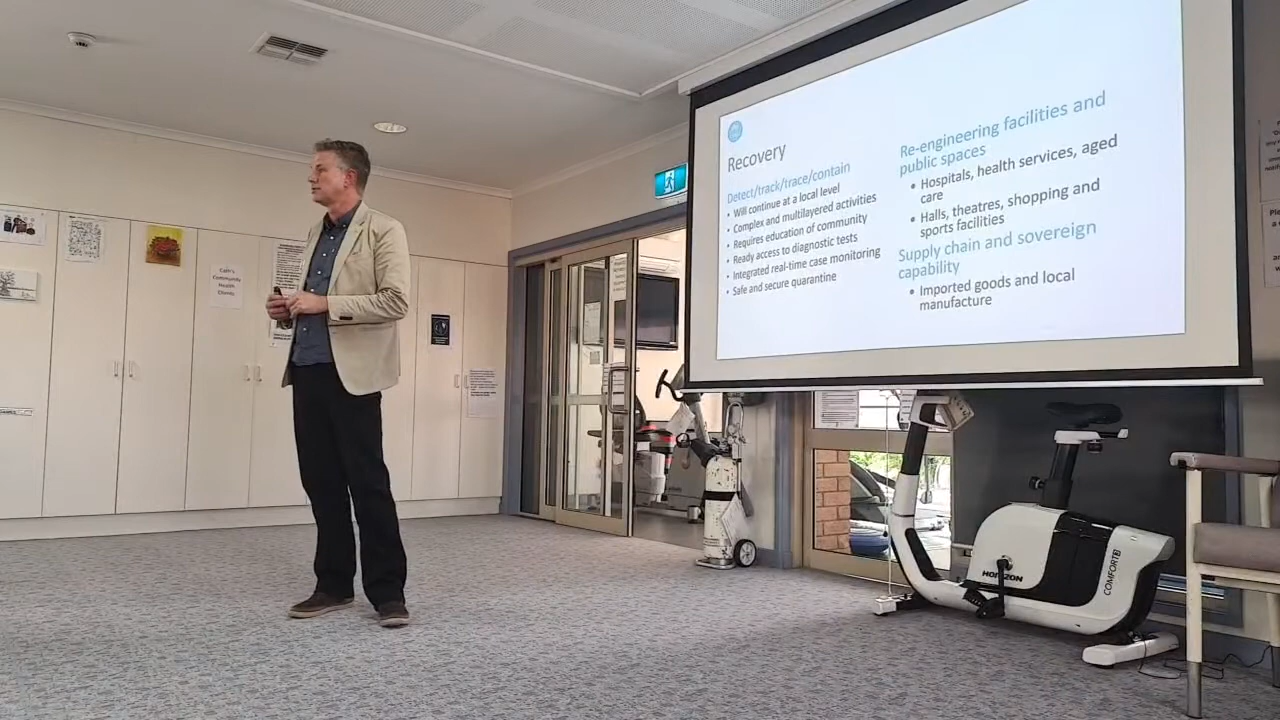 Recovery
Detect/track/trace/contain
• Will continue at a local level
• Complex and multilayered activities
• Requires education of community
• Ready access to diagnostic tests
• Integrated real-time case monitoring
• Safe and secure quarantine
Re-engineering facilities and
public spaces
• Hospitals, health services, aged
care
• Halls, theatres, shopping and
sports facilities
Supply chain and sovereign
capability
• Imported goods and local
manufacture
Cath's
Community
Health
Clients
HORIZON
COMFORT